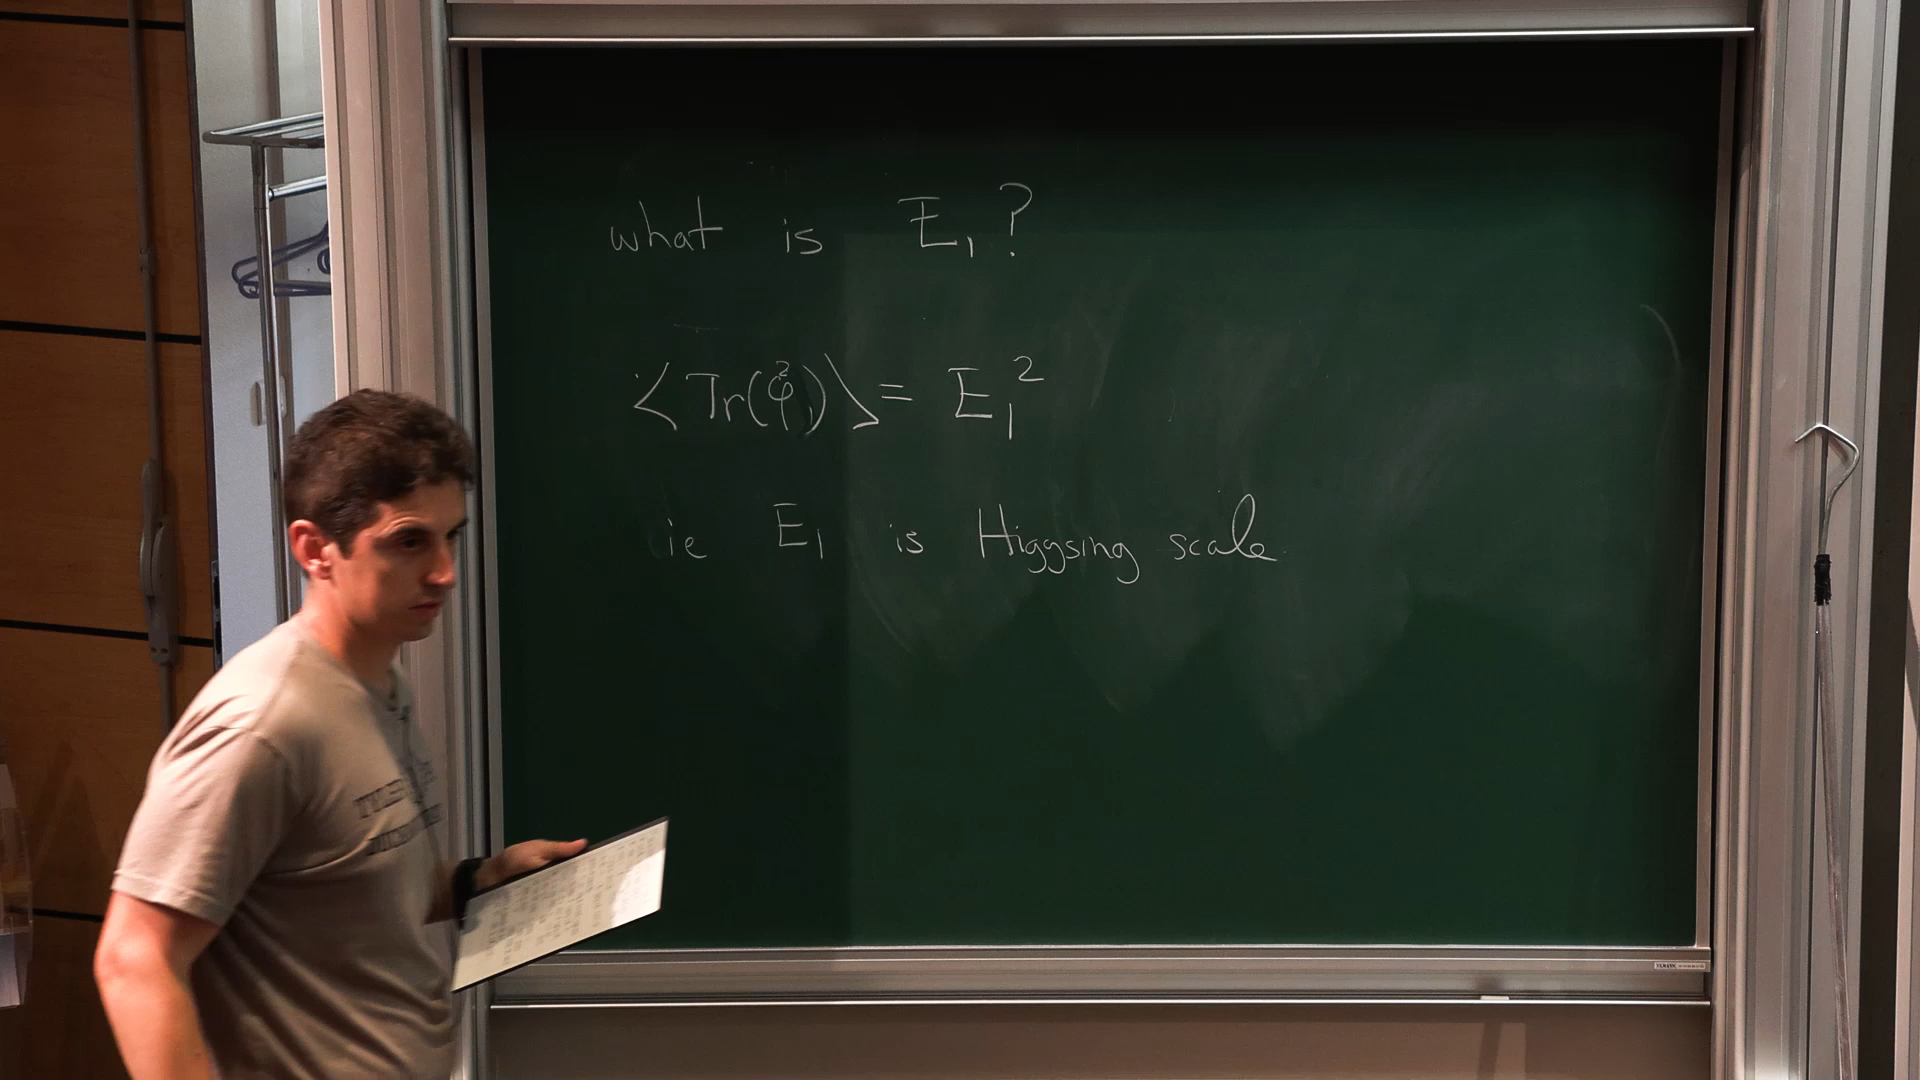 what is E₁?
⟨Tr(φ₁²)⟩ = E₁²
ie E₁ is Higgsing scale